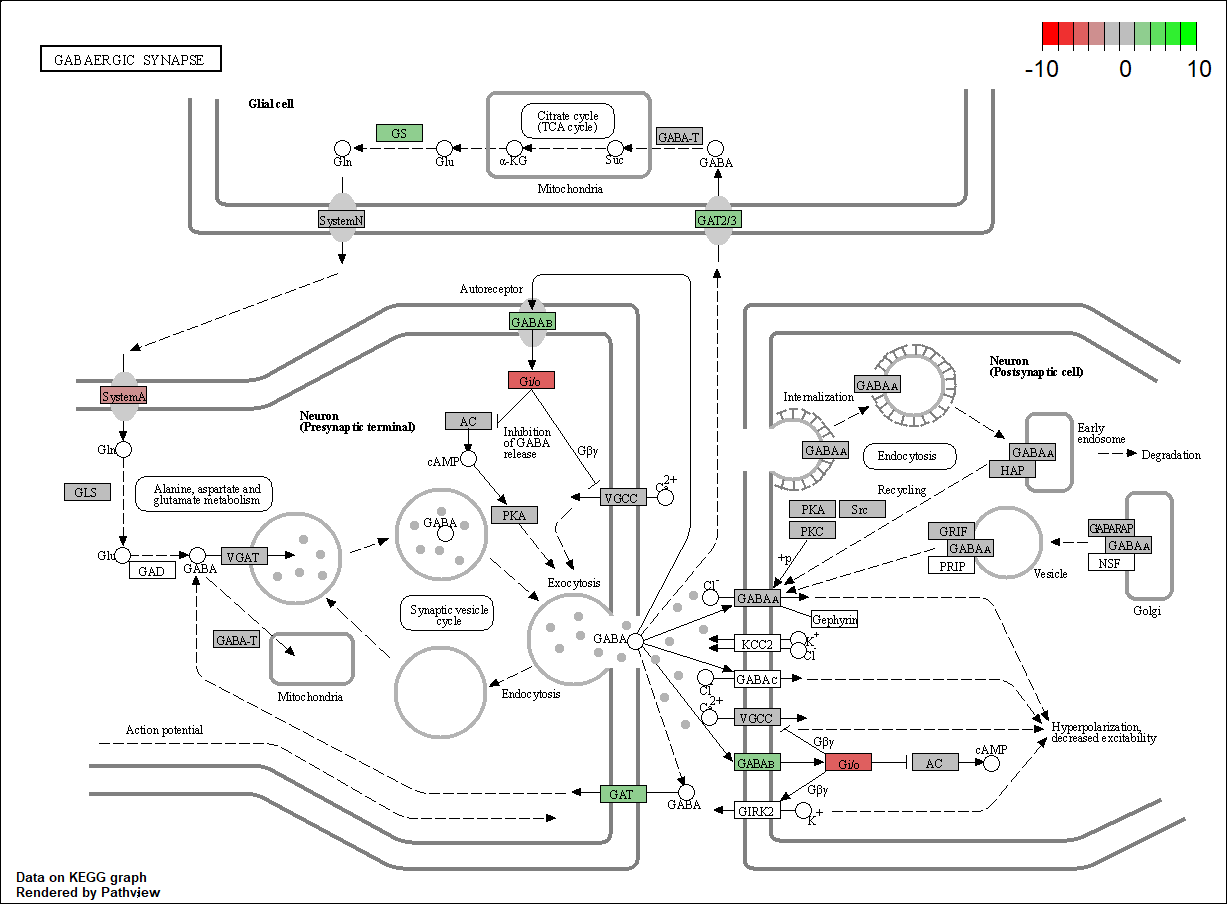 GABAERGIC SYNAPSE
-10 0 10
Glial cell
Citrate cycle
(TCA cycle)
GS
GABA-T
Gln
Glu
α-KG
Suc
GABA
Mitochondria
SystemN
GAT2/3
Autoreceptor
GABAB
Gi/o
SystemA
Neuron
(Presynaptic terminal)
AC
Inhibition
of GABA
release
Gβγ
cAMP
Gln
GLS
Alanine, aspartate and
glutamate metabolism
GABA
PKA
VGCC
Ca2+
Glu
GAD
GABA
VGAT
Exocytosis
Synaptic vesicle
cycle
GABA
GABA-T
Mitochondria
Endocytosis
Action potential
GAT
GABA
Neuron
(Postsynaptic cell)
GABAA
Internalization
GABAA
Endocytosis
GABAA
HAP
Early
endosome
Degradation
Recycling
PKA
Src
PKC
+p
GRIF
GABAA
PRIP
Vesicle
GABARAP
GABAA
NSF
Golgi
Cl-
GABAA
Gephyrin
KCC2
K+
Cl-
Cl-
GABAC
Ca2+
VGCC
Gβγ
Hyperpolarization,
decreased excitability
GABAB
Gi/o
AC
cAMP
Gβγ
GIRK2
K+
Data on KEGG graph
Rendered by Pathview